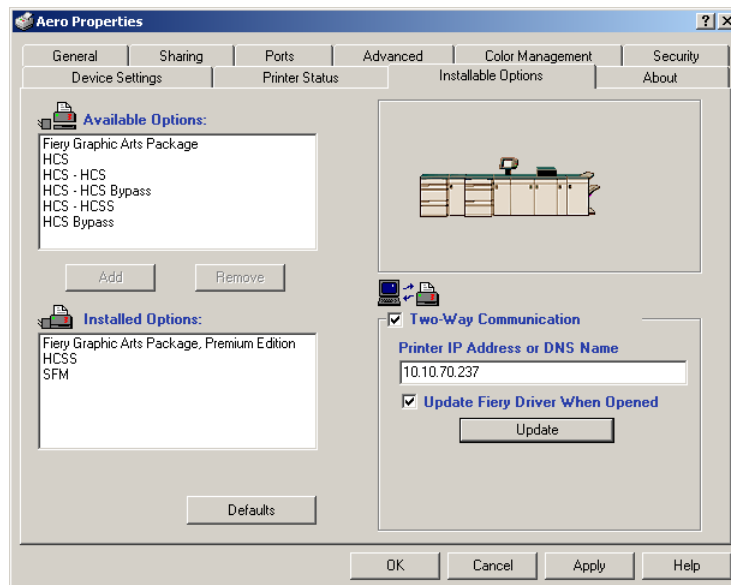 Aero Properties
General Sharing Ports Advanced Color Management Security
Device Settings Printer Status Installable Options About
Available Options:
Fiery Graphic Arts Package
HCS
HCS - HCS
HCS - HCS Bypass
HCS - HCSS
HCS Bypass
Add Remove
Installed Options:
Fiery Graphic Arts Package, Premium Edition
HCSS
SFM
Defaults
Two-Way Communication
Printer IP Address or DNS Name
10.10.70.237
Update Fiery Driver When Opened
Update
OK Cancel Apply Help